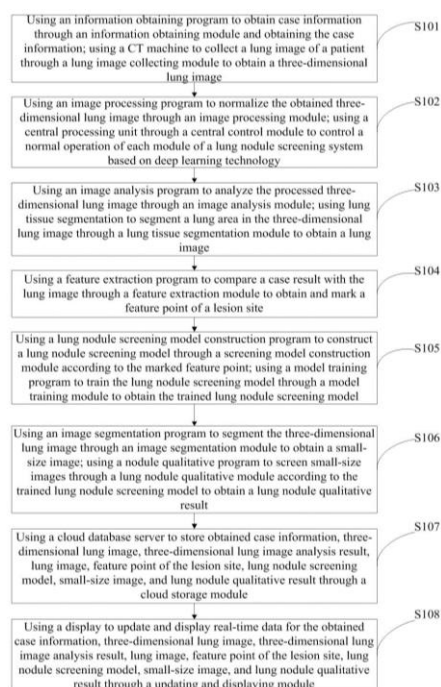 Using an information obtaining program to obtain case information
through an information obtaining module and obtaining the case
information; using a CT machine to collect a lung image of a patient
through a lung image collecting module to obtain a three-dimensional
lung image
S101
Using an image processing program to normalize the obtained three-
dimensional lung image through an image processing module; using a
central processing unit through a central control module to control a
normal operation of each module of a lung nodule screening system
based on deep learning technology
S102
Using an image analysis program to analyze the processed three-
dimensional lung image through an image analysis module; using lung
tissue segmentation to segment a lung area in the three-dimensional
lung image through a lung tissue segmentation module to obtain a lung
image
S103
Using a feature extraction program to compare a case result with the
lung image through a feature extraction module to obtain and mark a
feature point of a lesion site
S104
Using a lung nodule screening model construction program to construct
a lung nodule screening model through a screening model construction
module according to the marked feature point; using a model training
program to train the lung nodule screening model through a model
training module to obtain the trained lung nodule screening model
S105
Using an image segmentation program to segment the three-dimensional
lung image through an image segmentation module to obtain a small-
size image; using a nodule qualitative program to screen small-size
images through a lung nodule qualitative module according to the
trained lung nodule screening model to obtain a lung nodule qualitative
result
S106
Using a cloud database server to store obtained case information, three-
dimensional lung image, three-dimensional lung image analysis result,
lung image, feature point of the lesion site, lung nodule screening
model, small-size image, and lung nodule qualitative result through a
cloud storage module
S107
Using a display to update and display real-time data for the obtained
case information, three-dimensional lung image, three-dimensional lung
image analysis result, lung image, feature point of the lesion site, lung
nodule screening model, small-size image, and lung nodule qualitative
result through a updating and displaying module
S108